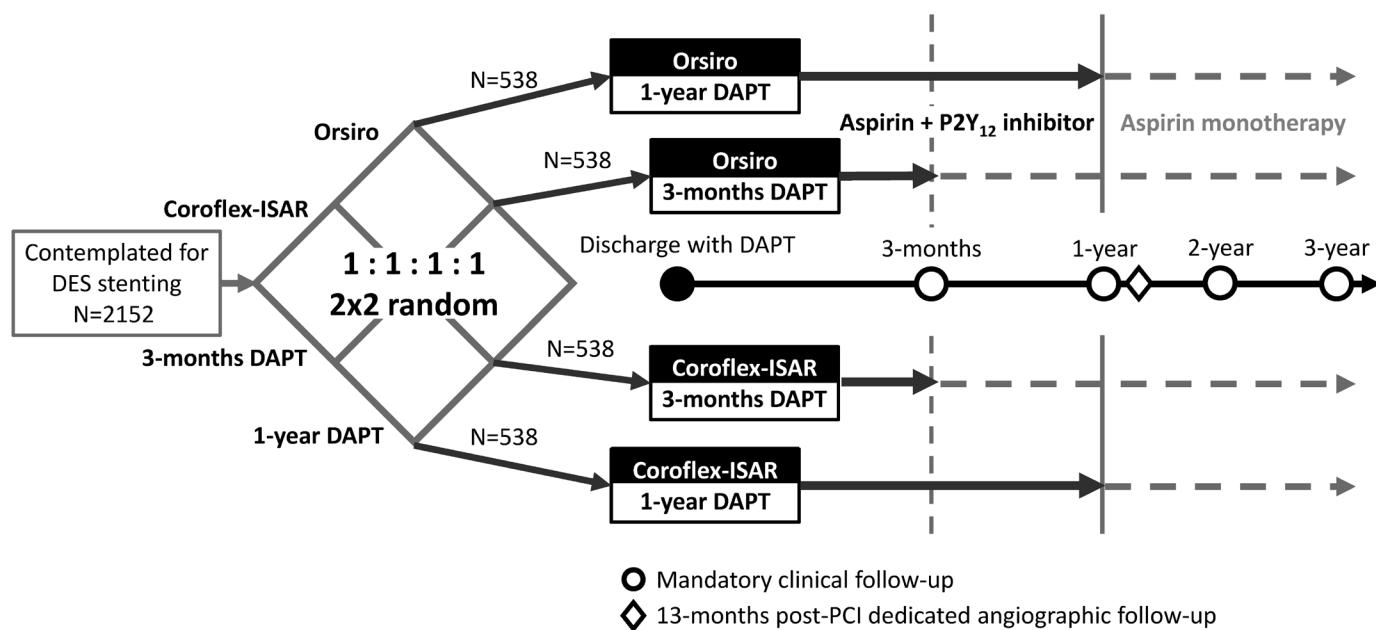 Orsiro
1-year DAPT
N=538
Orsiro
Aspirin + P2Y₁₂ inhibitor
Aspirin monotherapy
N=538
Orsiro
3-months DAPT
Coroflex-ISAR
Contemplated for
DES stenting
N=2152
1 : 1 : 1 : 1
2x2 random
Discharge with DAPT
3-months
1-year
2-year
3-year
3-months DAPT
N=538
Coroflex-ISAR
3-months DAPT
1-year DAPT
N=538
Coroflex-ISAR
1-year DAPT
Mandatory clinical follow-up
13-months post-PCI dedicated angiographic follow-up